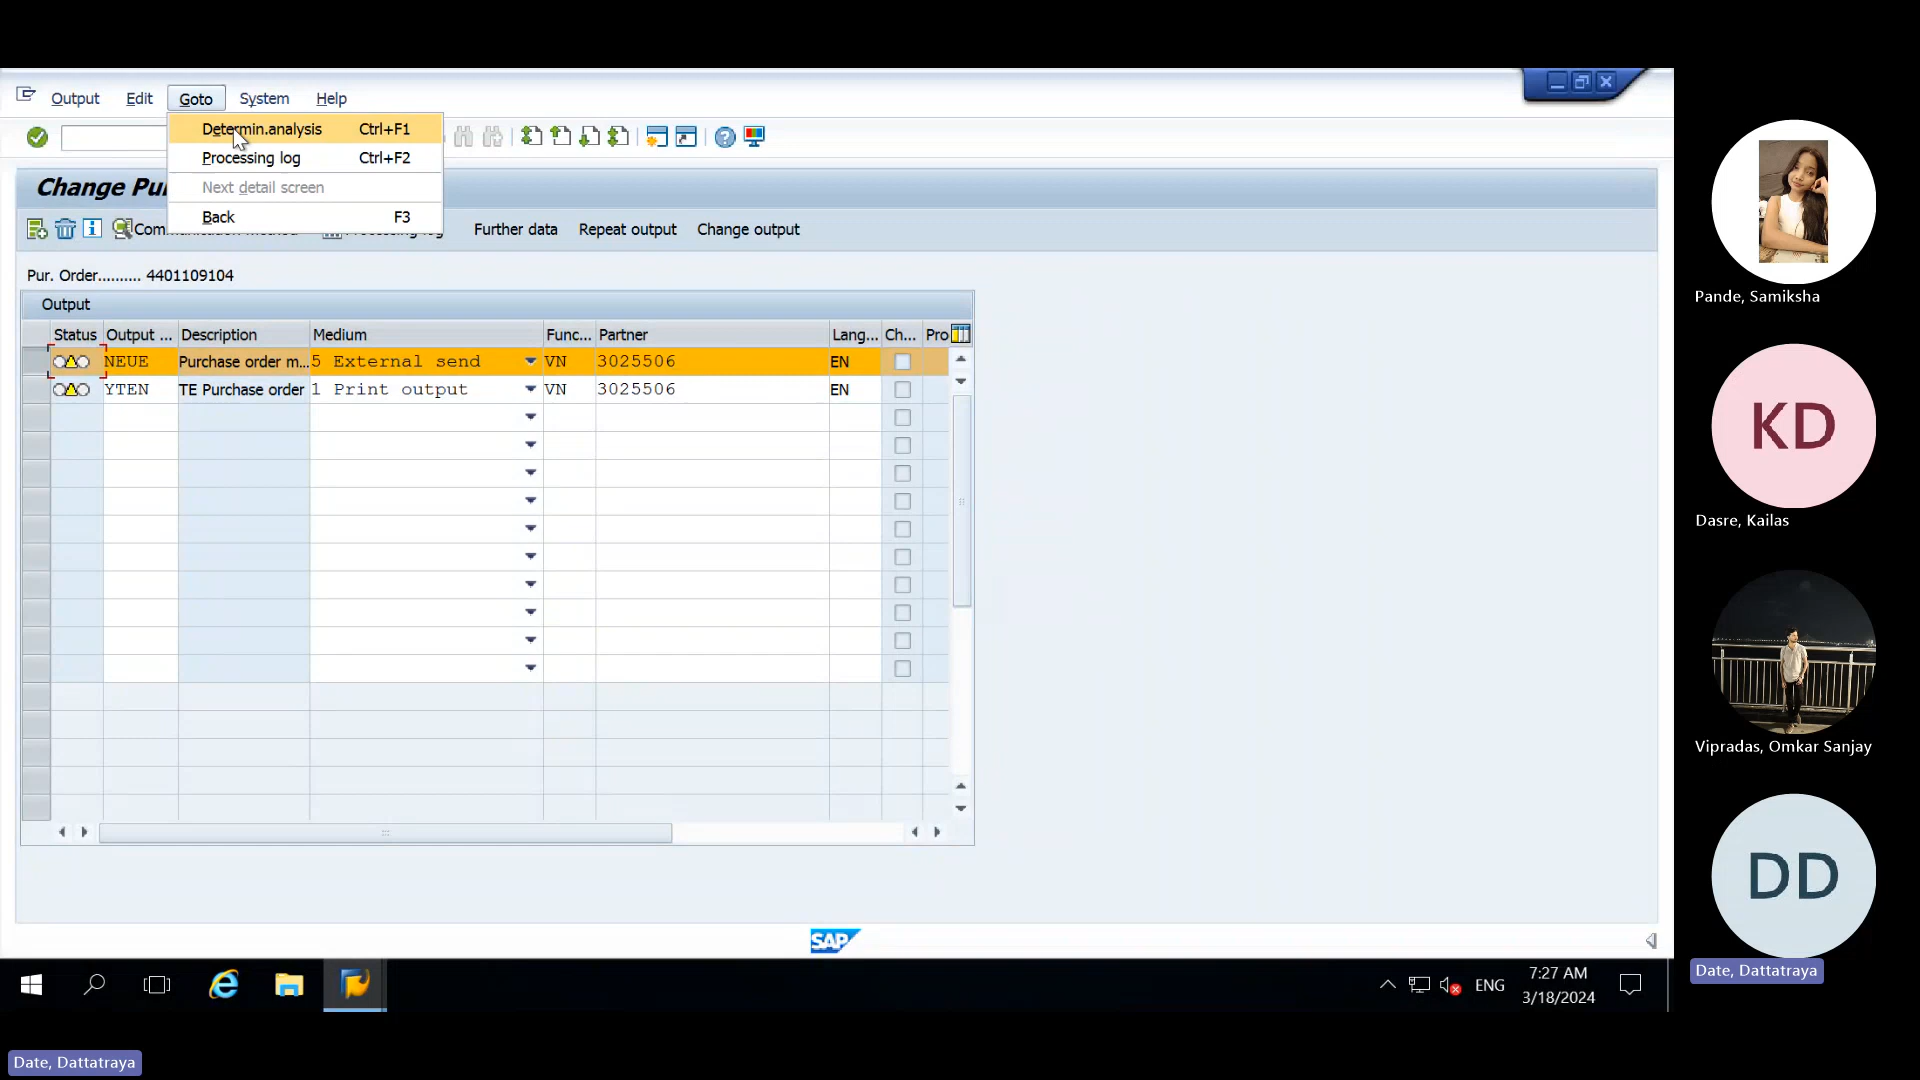 Output Edit Goto System Help
Determin.analysis Ctrl+F1
Processing log Ctrl+F2
Next detail screen
Back F3
Change Pu
Further data Repeat output Change output
Pur. Order.......... 4401109104
Output
Status Output ... Description Medium Func... Partner Lang... Ch... Pro
NEUE Purchase order m... 5 External send VN 3025506 EN
YTEN TE Purchase order 1 Print output VN 3025506 EN
SAP
ENG
7:27 AM
3/18/2024
Pande, Samiksha
KD
Dasre, Kailas
Vipradas, Omkar Sanjay
DD
Date, Dattatraya
Date, Dattatraya